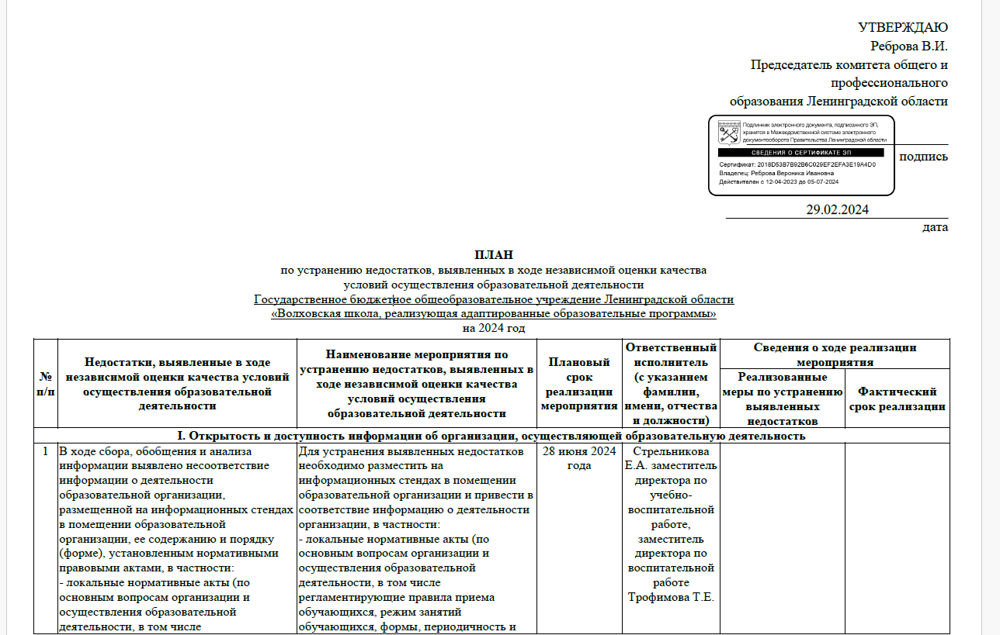 УТВЕРЖДАЮ
Реброва В.И.
Председатель комитета общего и
профессионального
образования Ленинградской области
Подлинник электронного документа, подписанного ЭП,
хранится в Межведомственной системе электронного
документооборота Правительства Ленинградской области
СВЕДЕНИЯ О СЕРТИФИКАТЕ ЭП
Сертификат: 2018D53B7B92B6C029EF2EFA3E19A4D0
Владелец: Реброва Вероника Ивановна
Действителен с 12-04-2023 до 05-07-2024
подпись
29.02.2024
дата
ПЛАН
по устранению недостатков, выявленных в ходе независимой оценки качества
условий осуществления образовательной деятельности
Государственное бюджетное общеобразовательное учреждение Ленинградской области
«Волховская школа, реализующая адаптированные образовательные программы»
на 2024 год
№
п/п
Недостатки, выявленные в ходе
независимой оценки качества условий
осуществления образовательной
деятельности
Наименование мероприятия по
устранению недостатков, выявленных в
ходе независимой оценки качества
условий осуществления
образовательной деятельности
Плановый
срок
реализации
мероприятия
Ответственный
исполнитель
(с указанием
фамилии,
имени, отчества
и должности)
Сведения о ходе реализации
мероприятия
Реализованные
меры по устранению
выявленных
недостатков
Фактический
срок реализации
I. Открытость и доступность информации об организации, осуществляющей образовательную деятельность
1
В ходе сбора, обобщения и анализа
информации выявлено несоответствие
информации о деятельности
образовательной организации,
размещенной на информационных стендах
в помещении образовательной
организации, ее содержанию и порядку
(форме), установленным нормативными
правовыми актами, в частности:
- локальные нормативные акты (по
основным вопросам организации и
осуществления образовательной
деятельности, в том числе
Для устранения выявленных недостатков
необходимо разместить на
информационных стендах в помещении
образовательной организации и привести в
соответствие информацию о деятельности
организации, в частности:
- локальные нормативные акты (по
основным вопросам организации и
осуществления образовательной
деятельности, в том числе
регламентирующие правила приема
обучающихся, режим занятий
обучающихся, формы, периодичность и
28 июня 2024
года
Стрельникова
Е.А. заместитель
директора по
учебно-
воспитательной
работе,
заместитель
директора по
воспитательной
работе
Трофимова Т.Е.